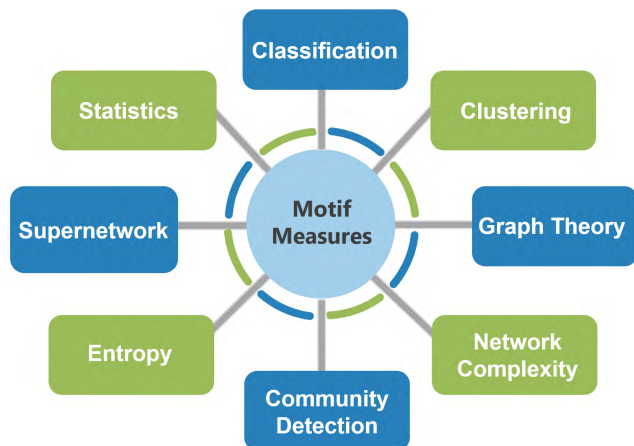 Classification
Statistics
Clustering
Motif
Measures
Supernetwork
Graph Theory
Entropy
Network
Complexity
Community
Detection